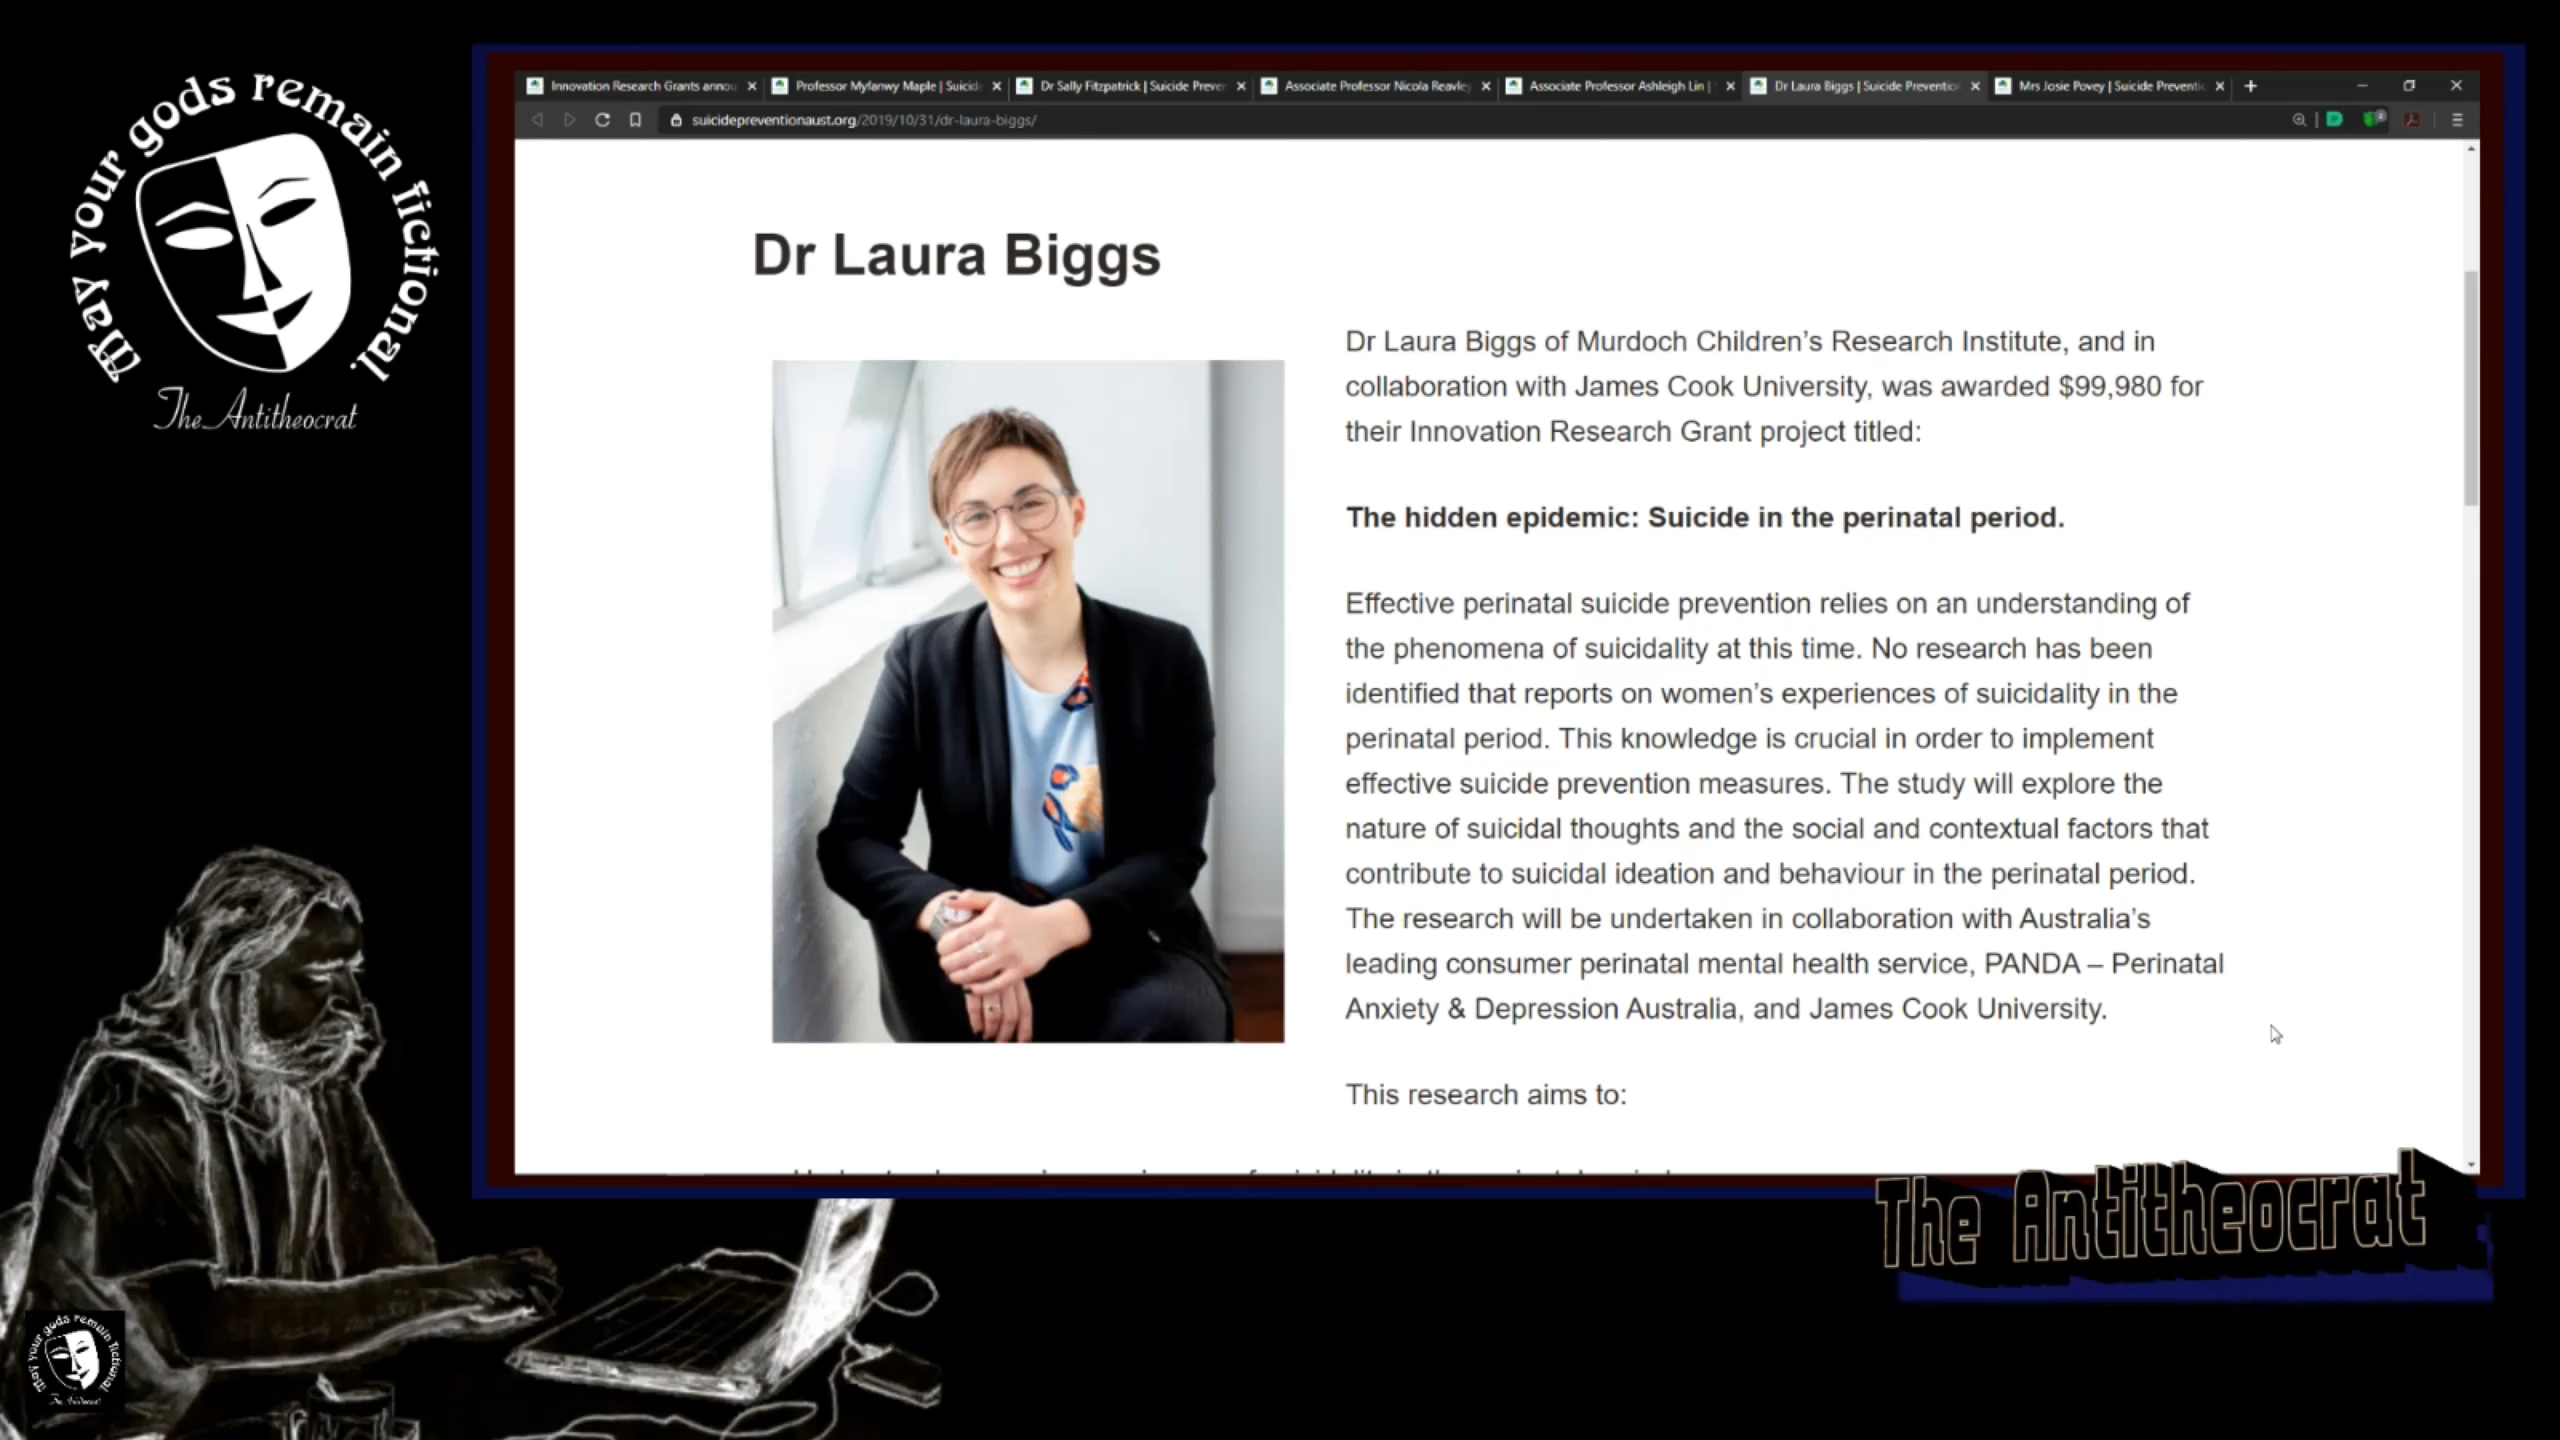 May your gods remain fictional.
The Antitheocrat
Innovation Research Grants annou
Professor Myfanwy Maple | Suicid
Dr Sally Fitzpatrick | Suicide Preve
Associate Professor Nicola Reavley
Associate Professor Ashleigh Lin |
Dr Laura Biggs | Suicide Preventio
Mrs Josie Povey | Suicide Preventi
suicidepreventionaust.org/2019/10/31/dr-laura-biggs/
Dr Laura Biggs
Dr Laura Biggs of Murdoch Children’s Research Institute, and in
collaboration with James Cook University, was awarded $99,980 for
their Innovation Research Grant project titled:
The hidden epidemic: Suicide in the perinatal period.
Effective perinatal suicide prevention relies on an understanding of
the phenomena of suicidality at this time. No research has been
identified that reports on women’s experiences of suicidality in the
perinatal period. This knowledge is crucial in order to implement
effective suicide prevention measures. The study will explore the
nature of suicidal thoughts and the social and contextual factors that
contribute to suicidal ideation and behaviour in the perinatal period.
The research will be undertaken in collaboration with Australia’s
leading consumer perinatal mental health service, PANDA – Perinatal
Anxiety & Depression Australia, and James Cook University.
This research aims to:
The Antitheocrat
May your gods remain fictional.
The Antitheocrat